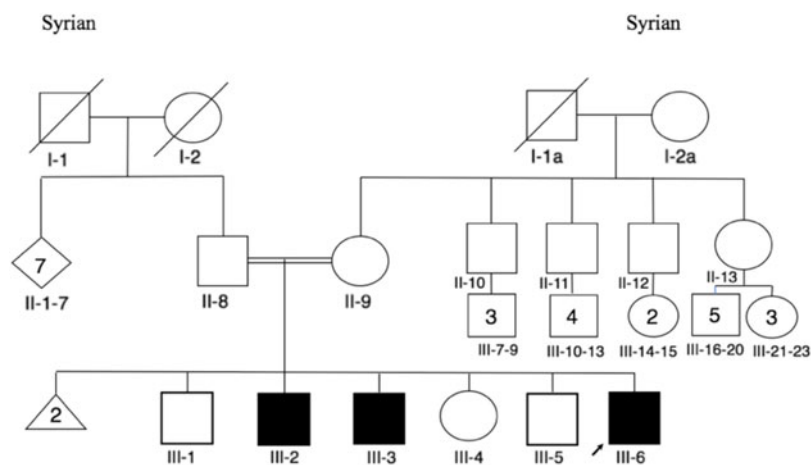 Syrian Syrian
I-1 I-2 I-1a I-2a
7
II-1-7 II-8 II-9 II-10 II-11 II-12 II-13
3 4 2 5 3
III-7-9 III-10-13 III-14-15 III-16-20 III-21-23
2
III-1 III-2 III-3 III-4 III-5 III-6